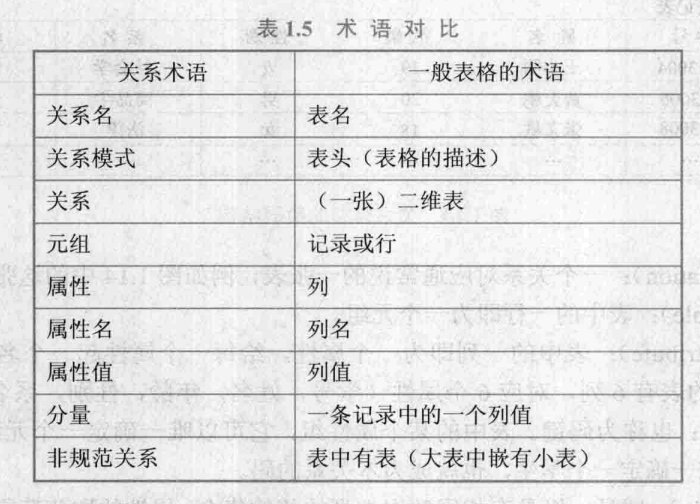 表 1.5 术语对比
关系术语 一般表格的术语
关系名 表名
关系模式 表头（表格的描述）
关系 （一张）二维表
元组 记录或行
属性 列
属性名 列名
属性值 列值
分量 一条记录中的一个列值
非规范关系 表中有表（大表中嵌有小表）